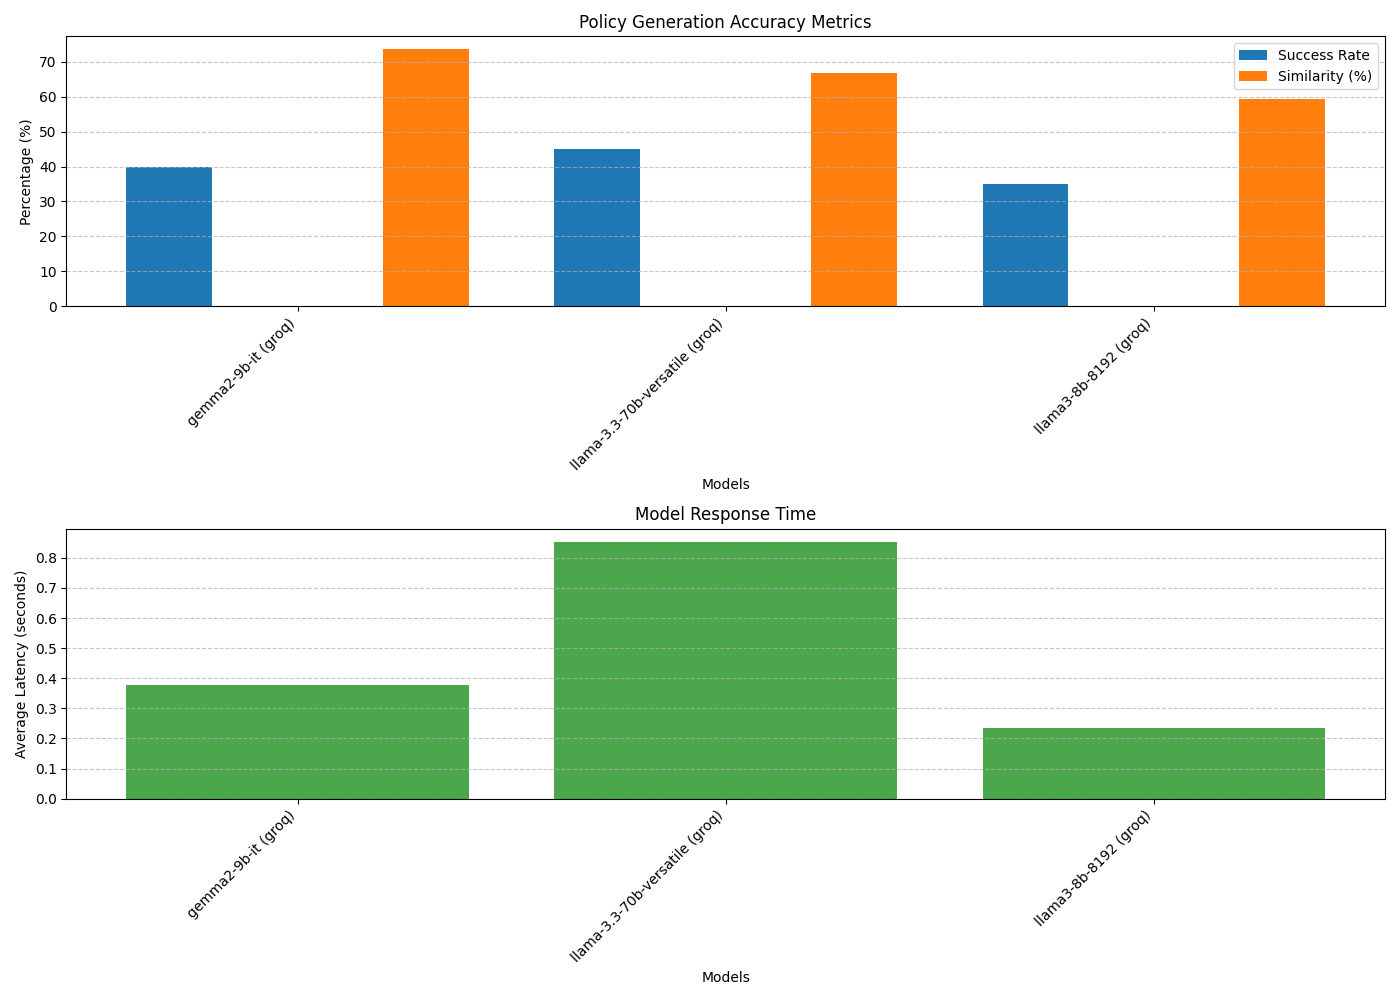 Policy Generation Accuracy Metrics
Success Rate
Similarity (%)
Percentage (%)
70
60
50
40
30
20
10
0
gemma2-9b-it (groq)
llama-3.3-70b-versatile (groq)
llama3-8b-8192 (groq)
Models
Model Response Time
Average Latency (seconds)
0.8
0.7
0.6
0.5
0.4
0.3
0.2
0.1
0.0
gemma2-9b-it (groq)
llama-3.3-70b-versatile (groq)
llama3-8b-8192 (groq)
Models